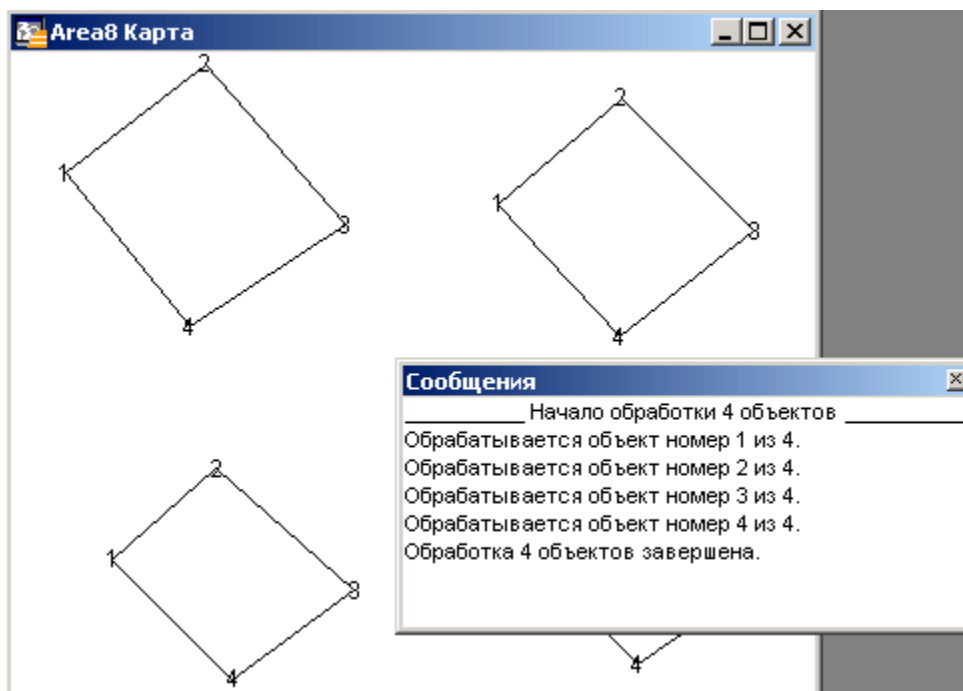 Area8 Карта
2
2
1
1
3
3
4
4
Сообщения
__________ Начало обработки 4 объектов __________
Обрабатывается объект номер 1 из 4.
Обрабатывается объект номер 2 из 4.
Обрабатывается объект номер 3 из 4.
Обрабатывается объект номер 4 из 4.
Обработка 4 объектов завершена.
2
1
3
4
4